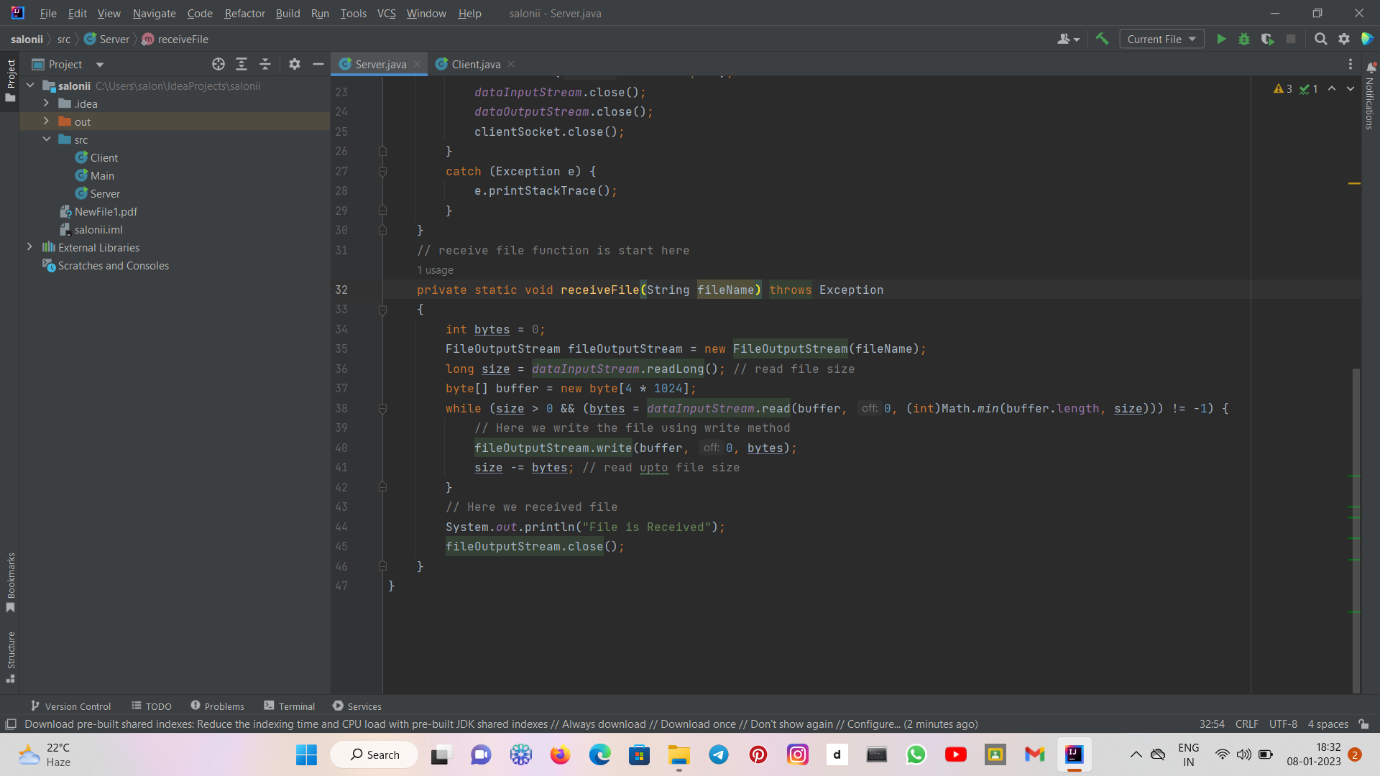 File Edit View Navigate Code Refactor Build Run Tools VCS Window Help salonii - Server.java
salonii src Server receiveFile Current File
Project
Project
salonii C:\Users\salon\IdeaProjects\salonii
.idea
out
src
Client
Main
Server
NewFile1.pdf
salonii.iml
External Libraries
Scratches and Consoles
Bookmarks
Structure
Server.java Client.java
3 1
Notifications
23 dataInputStream.close();
24 dataOutputStream.close();
25 clientSocket.close();
26 }
27 catch (Exception e) {
28 e.printStackTrace();
29 }
30 }
31 // receive file function is start here
1 usage
32 private static void receiveFile(String fileName) throws Exception
33 {
34 int bytes = 0;
35 FileOutputStream fileOutputStream = new FileOutputStream(fileName);
36 long size = dataInputStream.readLong(); // read file size
37 byte[] buffer = new byte[4 * 1024];
38 while (size > 0 && (bytes = dataInputStream.read(buffer, off: 0, (int)Math.min(buffer.length, size))) != -1) {
39 // Here we write the file using write method
40 fileOutputStream.write(buffer, off: 0, bytes);
41 size -= bytes; // read upto file size
42 }
43 // Here we received file
44 System.out.println("File is Received");
45 fileOutputStream.close();
46 }
47 }
Version Control TODO Problems Terminal Services
Download pre-built shared indexes: Reduce the indexing time and CPU load with pre-built JDK shared indexes // Always download // Download once // Don't show again // Configure... (2 minutes ago) 32:54 CRLF UTF-8 4 spaces
22°C
Haze
Search
d
ENG
IN
18:32
08-01-2023
2